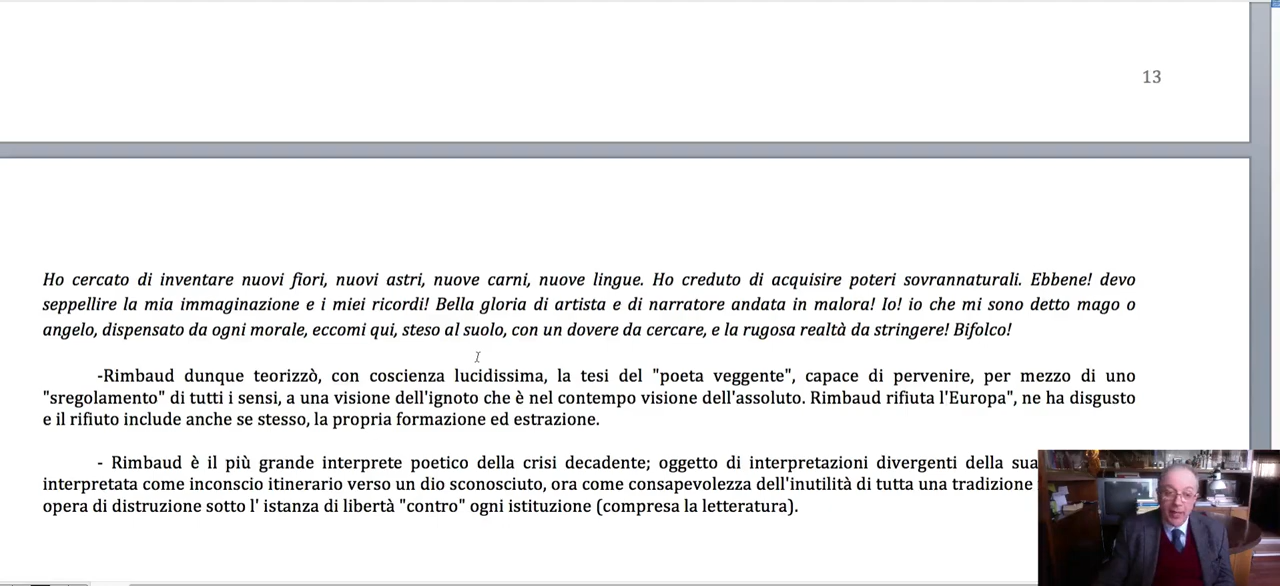 13
Ho cercato di inventare nuovi fiori, nuovi astri, nuove carni, nuove lingue. Ho creduto di acquisire poteri sovrannaturali. Ebbene! devo
seppellire la mia immaginazione e i miei ricordi! Bella gloria di artista e di narratore andata in malora! Io! io che mi sono detto mago o
angelo, dispensato da ogni morale, eccomi qui, steso al suolo, con un dovere da cercare, e la rugosa realtà da stringere! Bifolco!
-Rimbaud dunque teorizzò, con coscienza lucidissima, la tesi del "poeta veggente", capace di pervenire, per mezzo di uno
"sregolamento" di tutti i sensi, a una visione dell'ignoto che è nel contempo visione dell'assoluto. Rimbaud rifiuta l'Europa", ne ha disgusto
e il rifiuto include anche se stesso, la propria formazione ed estrazione.
- Rimbaud è il più grande interprete poetico della crisi decadente; oggetto di interpretazioni divergenti della sua
interpretata come inconscio itinerario verso un dio sconosciuto, ora come consapevolezza dell'inutilità di tutta una tradizione
opera di distruzione sotto l' istanza di libertà "contro" ogni istituzione (compresa la letteratura).